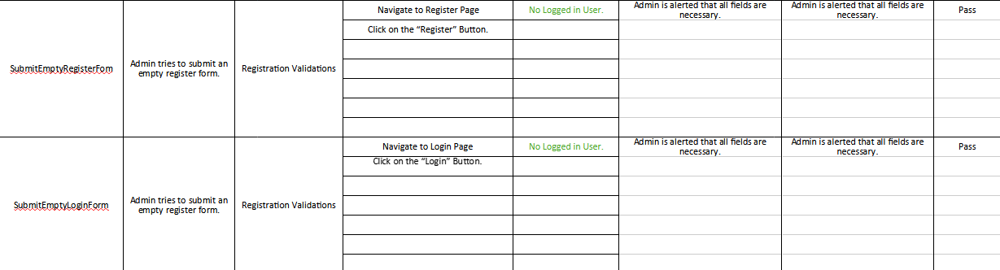 SubmitEmptyRegisterFom
Admin tries to submit an
empty register form.
Registration Validations
Navigate to Register Page
Click on the “Register” Button.
No Logged in User.
Admin is alerted that all fields are
necessary.
Admin is alerted that all fields are
necessary.
Pass
SubmitEmptyLoginForm
Admin tries to submit an
empty register form.
Registration Validations
Navigate to Login Page
Click on the “Login” Button.
No Logged in User.
Admin is alerted that all fields are
necessary.
Admin is alerted that all fields are
necessary.
Pass